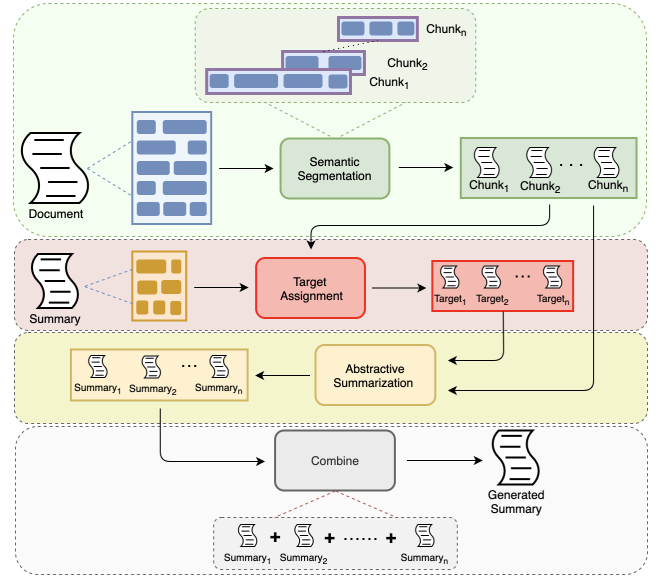 Chunkn
Chunk2
Chunk1
Document
Semantic
Segmentation
Chunk1 Chunk2 . . . Chunkn
Summary
Target
Assignment
Target1 Target2 ... Targetn
Abstractive
Summarization
Summary1 Summary2 ... Summaryn
Combine
Generated
Summary
+ + ...... +
Summary1 Summary2 Summaryn